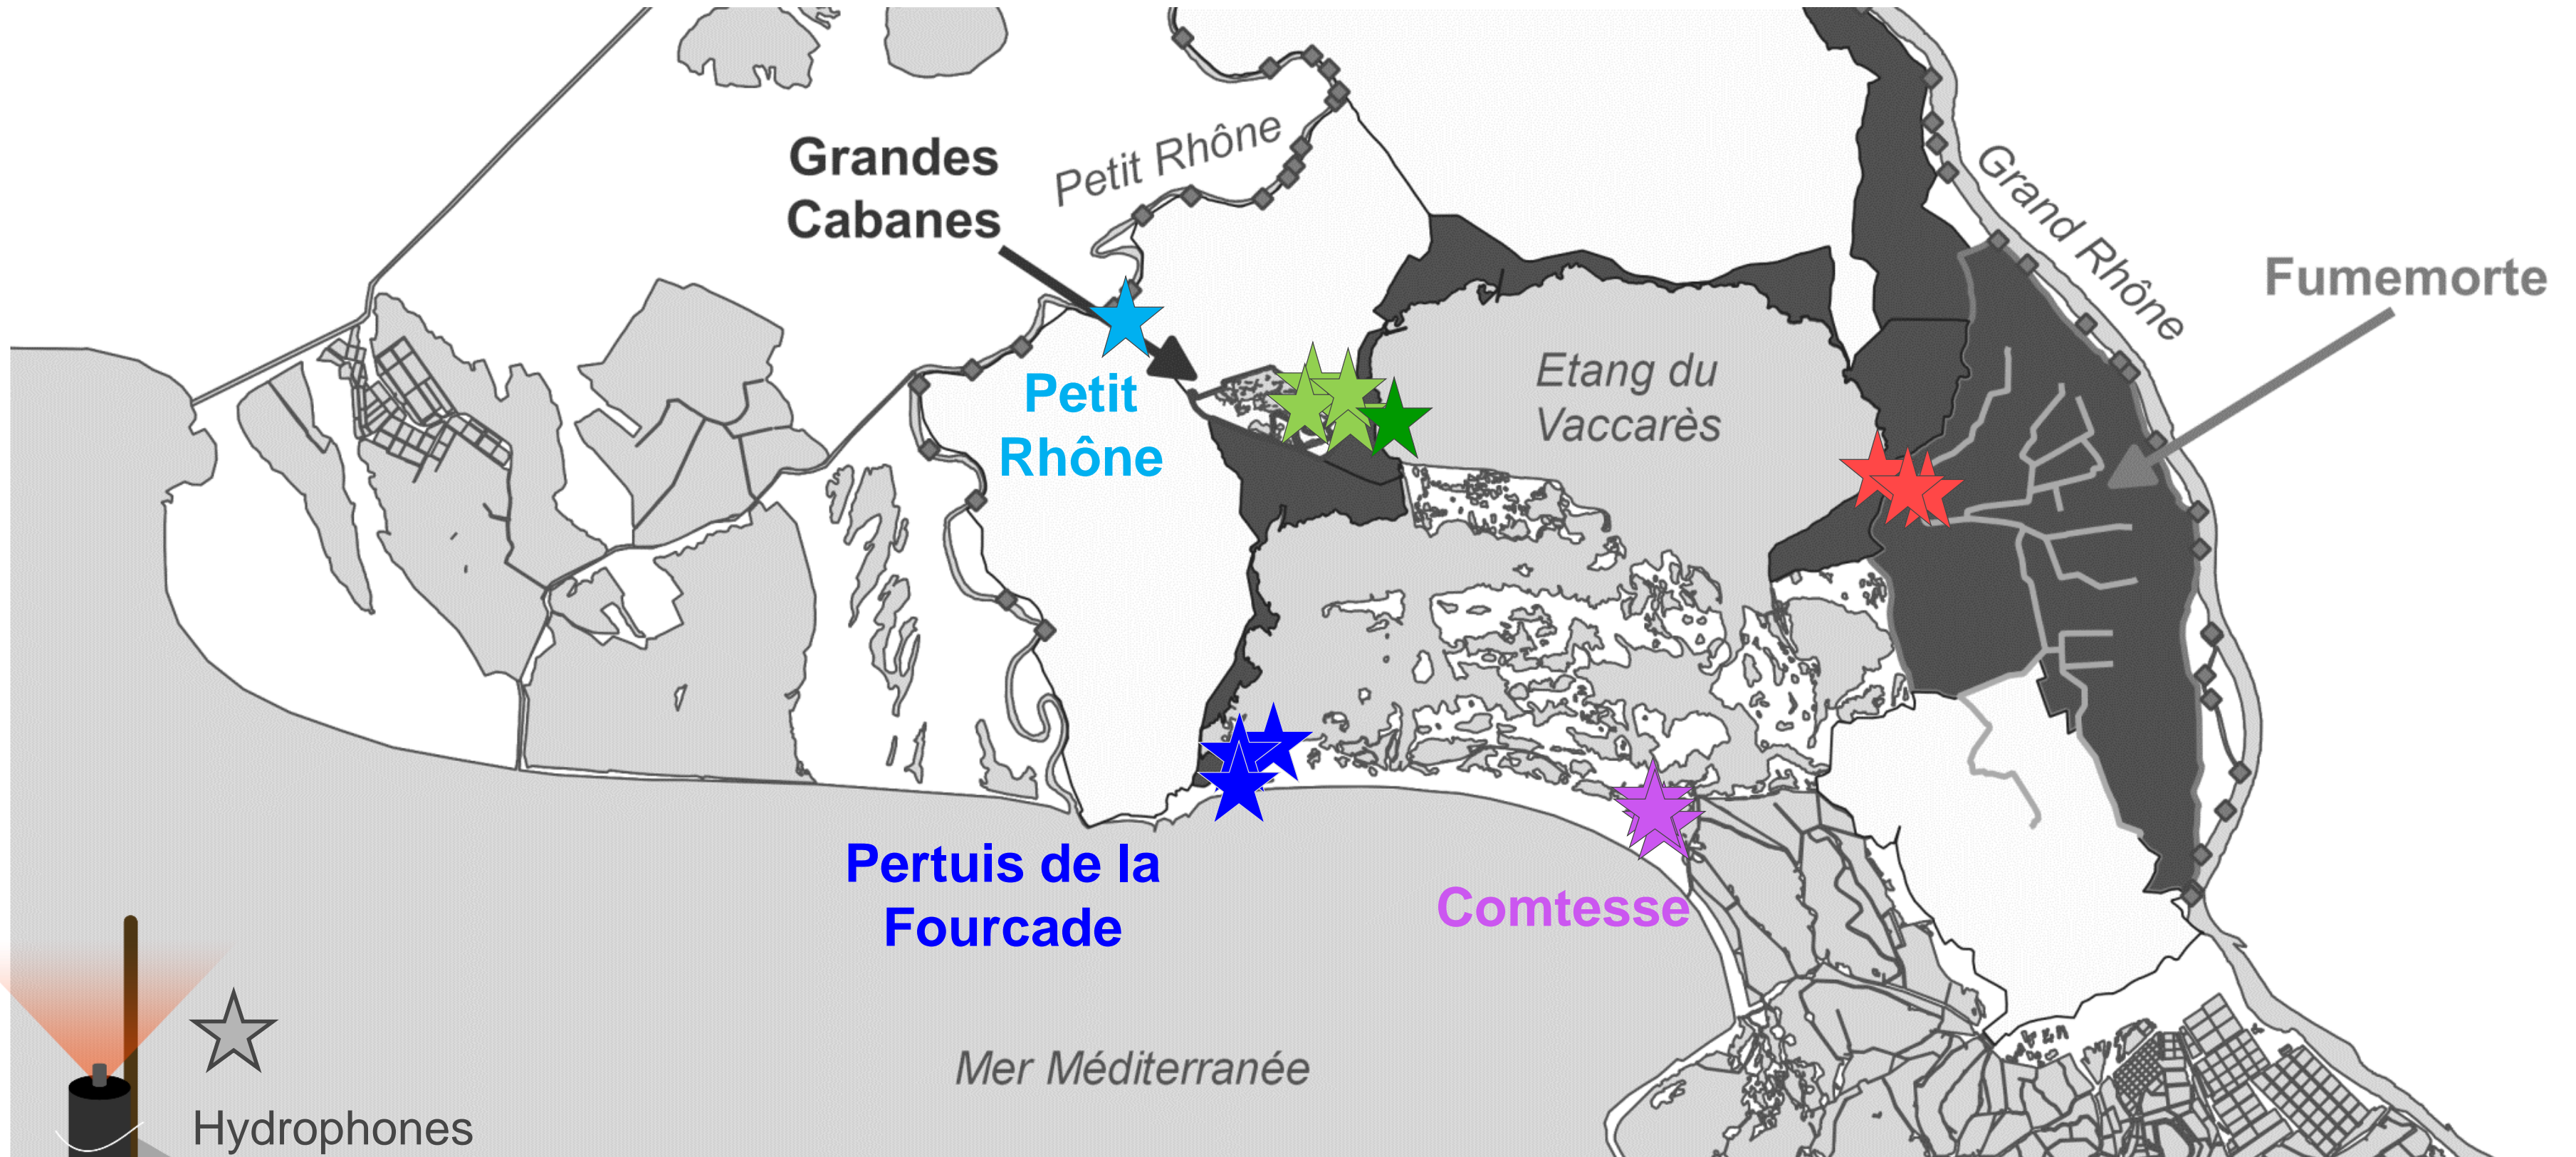 Grandes
Cabanes
Petit Rhône
Grand Rhône
Fumemorte
Petit
Rhône
Etang du
Vaccarès
Pertuis de la
Fourcade
Comtesse
Mer Méditerranée
Hydrophones